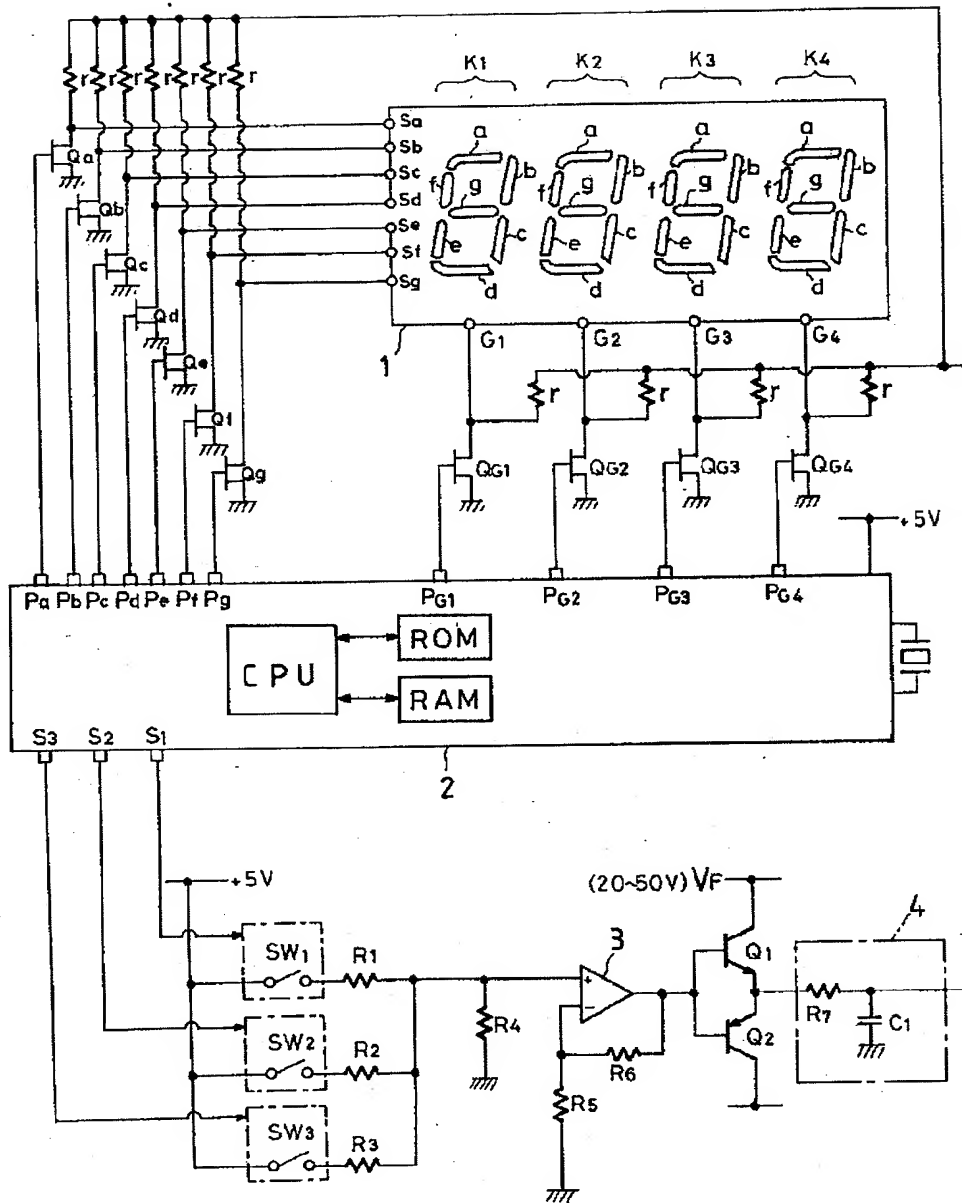 K1 K2 K3 K4
r r r r r r r
Sa
Sb
Sc
Sd
Se
Sf
Sg
a a a a
f b f b f b f b
g g g g
e c e c e c e c
d d d d
Qa
Qb
Qc
Qd
Qe
Qf
Qg
1
G1 G2 G3 G4
r r r r
QG1 QG2 QG3 QG4
+5V
Pa Pb Pc Pd Pe Pf Pg PG1 PG2 PG3 PG4
CPU
ROM
RAM
S3 S2 S1
2
+5V
(20~50V) VF
SW1 R1
SW2 R2
SW3 R3
R4
3
+
−
R6
R5
Q1
Q2
4
R7
C1